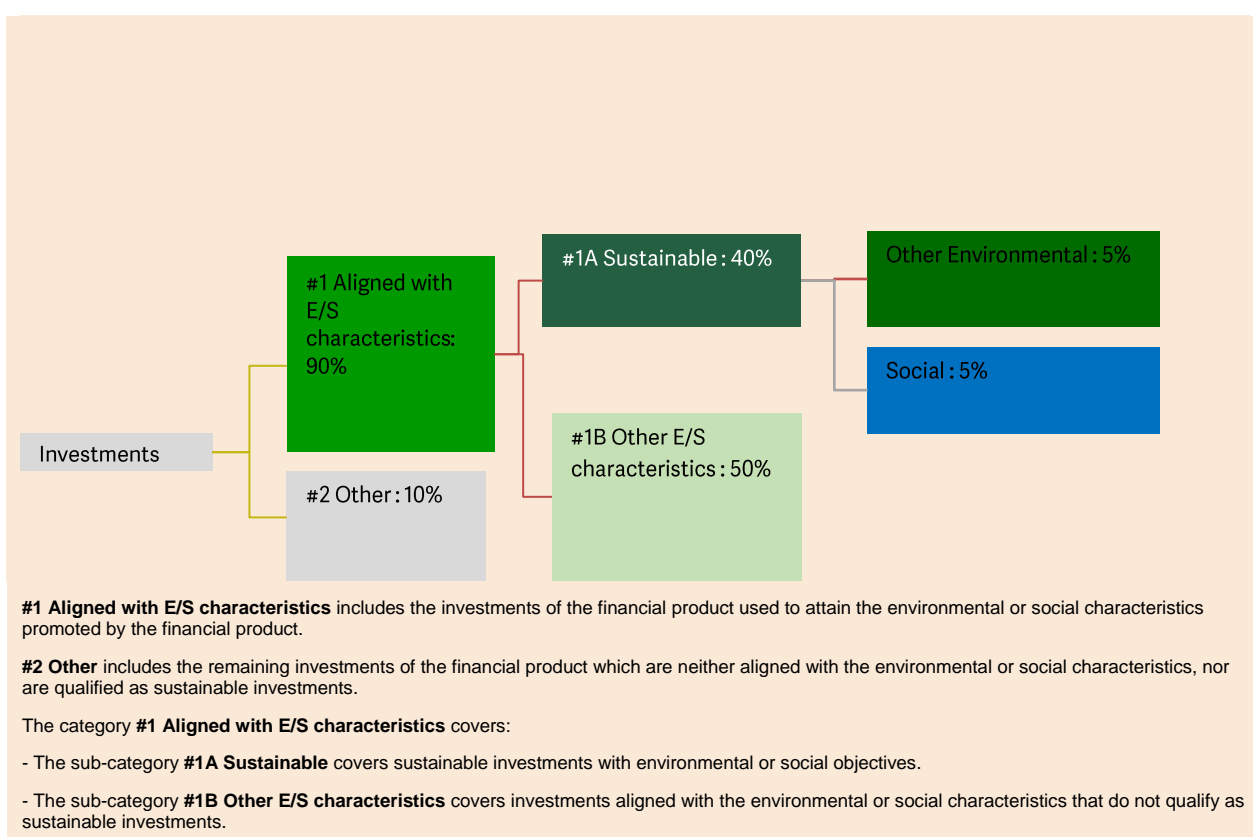 #1A Sustainable : 40%
Other Environmental : 5%
#1 Aligned with
E/S
characteristics:
90%
Social : 5%
#1B Other E/S
characteristics : 50%
Investments
#2 Other : 10%
#1 Aligned with E/S characteristics includes the investments of the financial product used to attain the environmental or social characteristics
promoted by the financial product.
#2 Other includes the remaining investments of the financial product which are neither aligned with the environmental or social characteristics, nor
are qualified as sustainable investments.
The category #1 Aligned with E/S characteristics covers:
- The sub-category #1A Sustainable covers sustainable investments with environmental or social objectives.
- The sub-category #1B Other E/S characteristics covers investments aligned with the environmental or social characteristics that do not qualify as
sustainable investments.